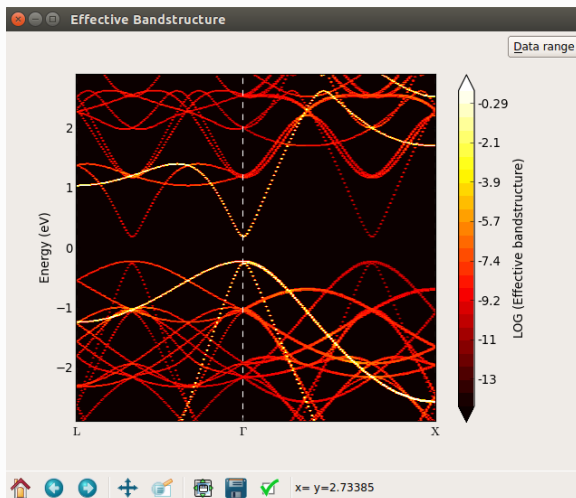 Effective Bandstructure
Data range
Energy (eV)
2
1
0
−1
−2
L
Γ
X
-0.29
-2.1
-3.9
-5.7
-7.4
-9.2
-11
-13
LOG (Effective bandstructure)
x= y=2.73385